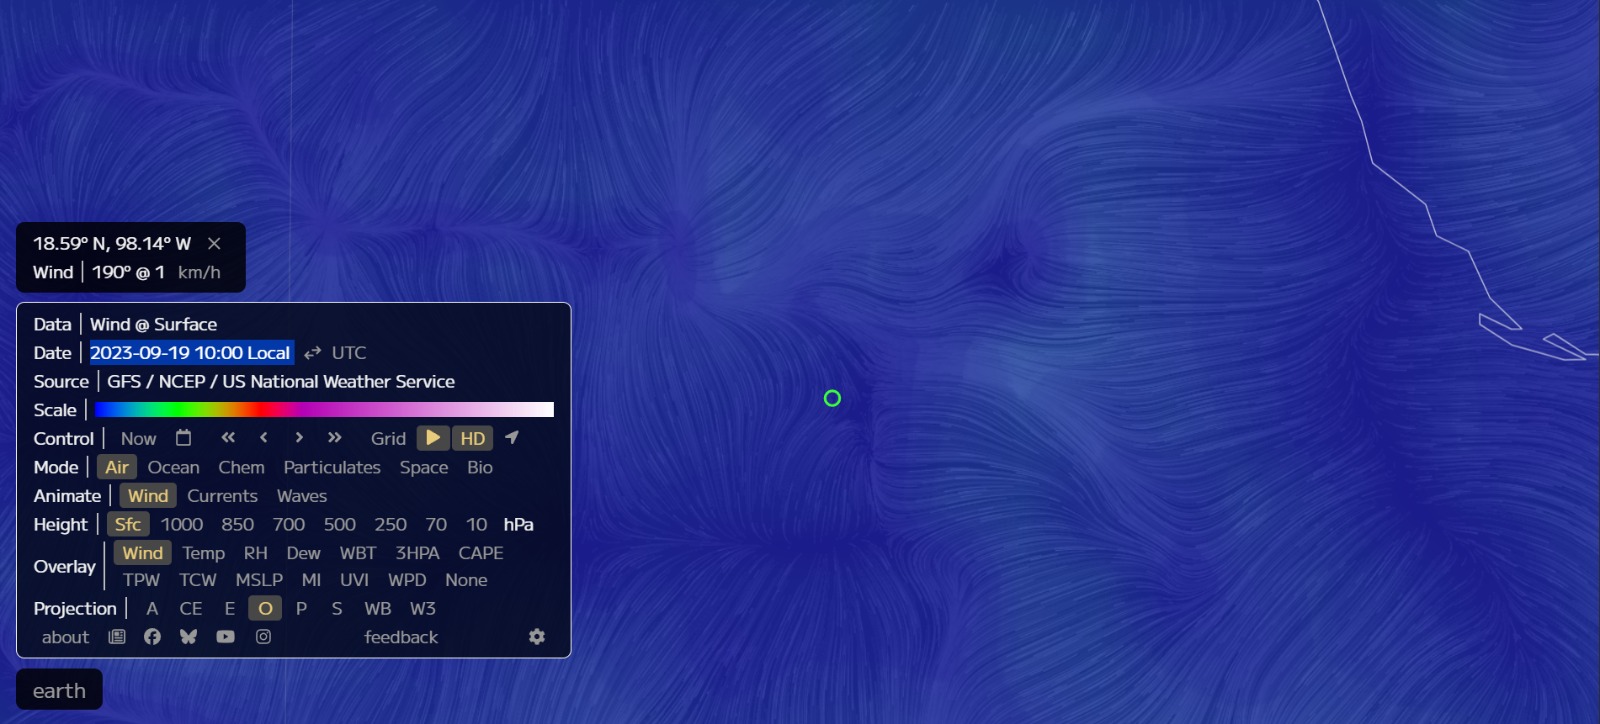 18.59° N, 98.14° W ×
Wind | 190° @ 1 km/h
Data | Wind @ Surface
Date | 2023-09-19 10:00 Local ⇄ UTC
Source | GFS / NCEP / US National Weather Service
Scale |
Control | Now « ‹ › » Grid HD
Mode | Air Ocean Chem Particulates Space Bio
Animate | Wind Currents Waves
Height | Sfc 1000 850 700 500 250 70 10 hPa
Overlay | Wind Temp RH Dew WBT 3HPA CAPE
TPW TCW MSLP MI UVI WPD None
Projection | A CE E O P S WB W3
about feedback
earth